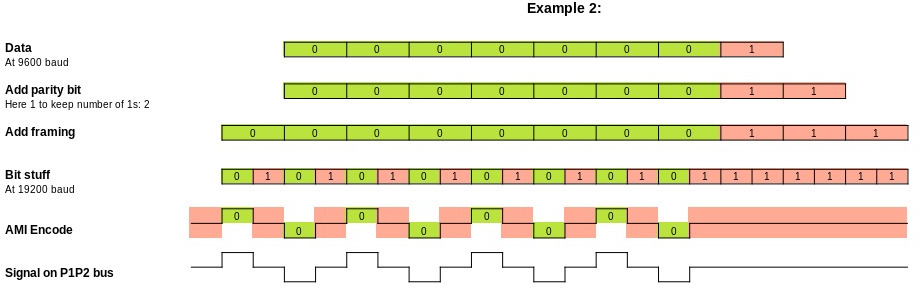 Example 2:
Data 0 0 0 0 0 0 0 1
At 9600 baud
Add parity bit 0 0 0 0 0 0 0 1 1
Here 1 to keep number of 1s: 2
Add framing 0 0 0 0 0 0 0 0 1 1 1
Bit stuff 0 1 0 1 0 1 0 1 0 1 0 1 0 1 0 1 1 1 1 1 1 1
At 19200 baud
0 0 0 0
AMI Encode 0 0 0 0
Signal on P1P2 bus